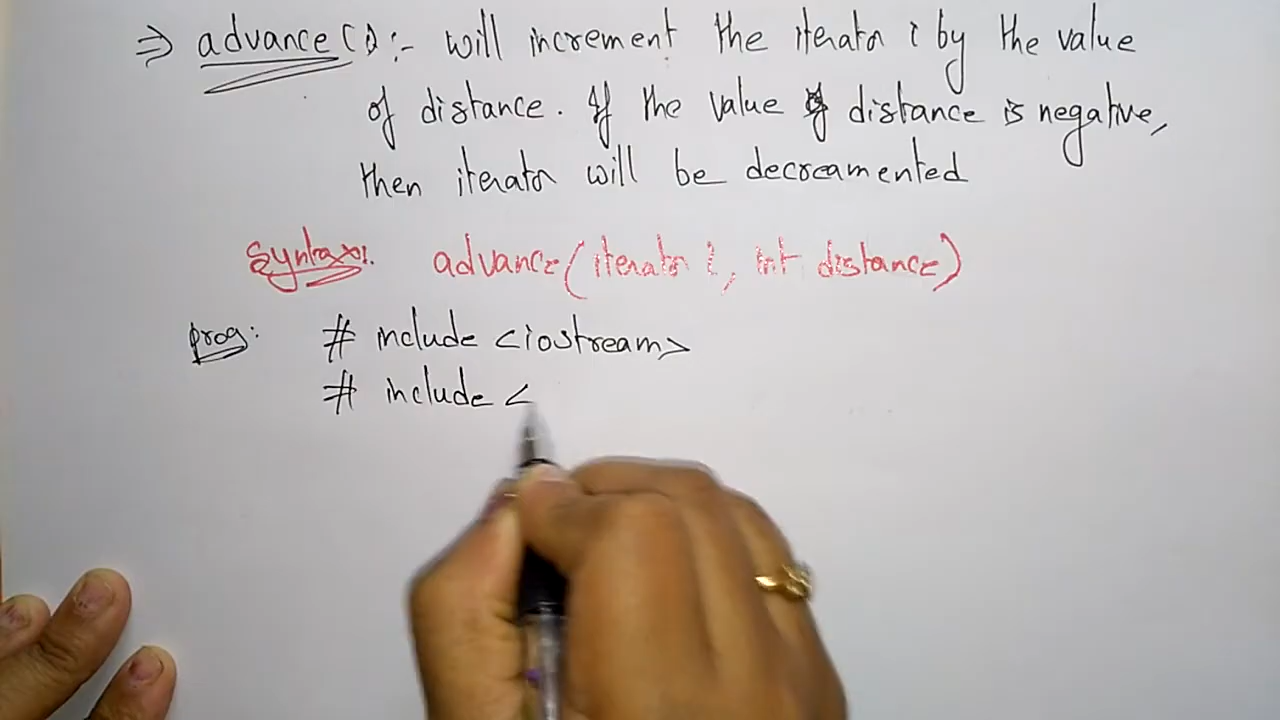 ⇒ advance():- will increment the iterator i by the value
of distance. If the value of distance is negative,
then iterator will be decreamented
Syntax: advance(iterator i, int distance)
prog: # include <iostream>
# include <